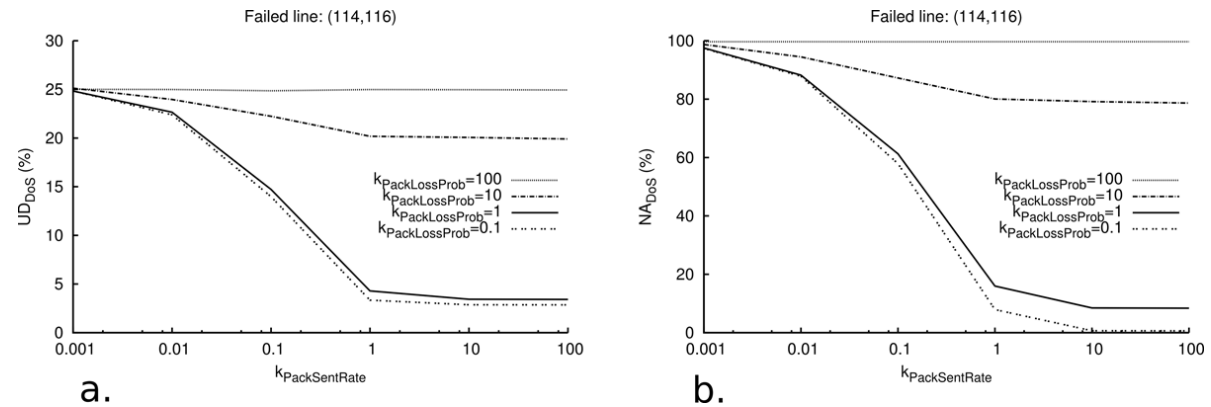 Failed line: (114,116)
30
25
20
15
10
5
0
UD_DoS (%)
k_PackLossProb=100
k_PackLossProb=10
k_PackLossProb=1
k_PackLossProb=0.1
0.001 0.01 0.1 1 10 100
k_PackSentRate
a.
Failed line: (114,116)
100
80
60
40
20
0
NA_DoS (%)
k_PackLossProb=100
k_PackLossProb=10
k_PackLossProb=1
k_PackLossProb=0.1
0.001 0.01 0.1 1 10 100
k_PackSentRate
b.